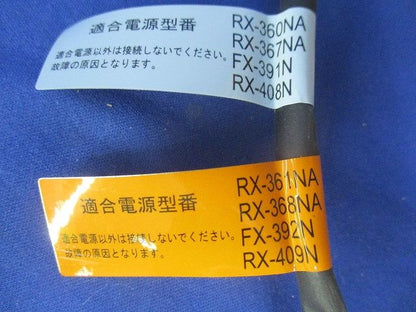 適合電源型番
適合電源以外は接続しないでください。
故障の原因となります。
RX-360NA
RX-367NA
FX-391N
RX-408N
適合電源型番
適合電源以外は接続しないでください。
故障の原因となります。
RX-361NA
RX-368NA
FX-392N
RX-409N